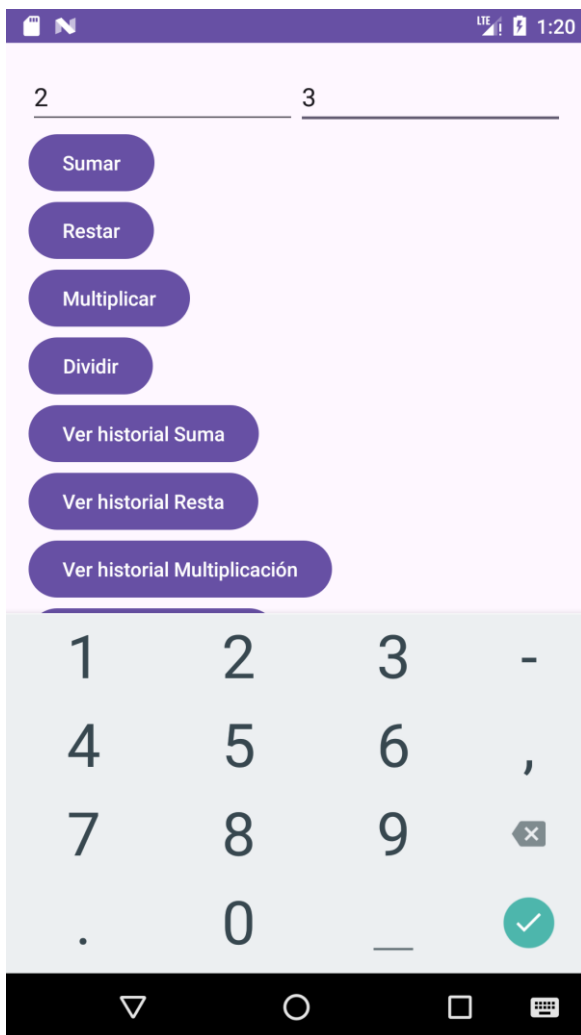 LTE 1:20
2 3
Sumar
Restar
Multiplicar
Dividir
Ver historial Suma
Ver historial Resta
Ver historial Multiplicación
1 2 3 -
4 5 6 ,
7 8 9
. 0 _